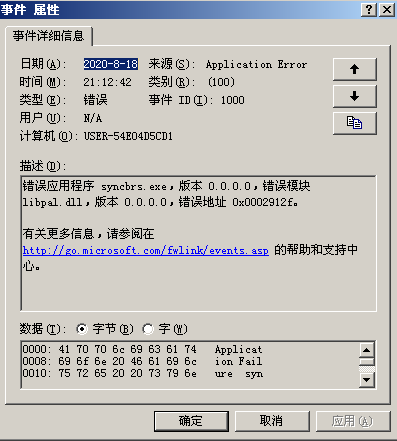 事件 属性
事件详细信息
日期(A): 2020-8-18 来源(S): Application Error
时间(M): 21:12:42 类别(R): (100)
类型(E): 错误 事件 ID(I): 1000
用户(U): N/A
计算机(O): USER-54E04D5CD1
描述(D):
错误应用程序 syncbrs.exe，版本 0.0.0.0，错误模块
libpal.dll，版本 0.0.0.0，错误地址 0x0002912f。
有关更多信息，请参阅在
http://go.microsoft.com/fwlink/events.asp 的帮助和支持中
心。
数据(T): 字节(B) 字(W)
0000: 41 70 70 6c 69 63 61 74 Applicat
0008: 69 6f 6e 20 46 61 69 6c ion Fail
0010: 75 72 65 20 20 73 79 6e ure  syn
确定 取消 应用(A)